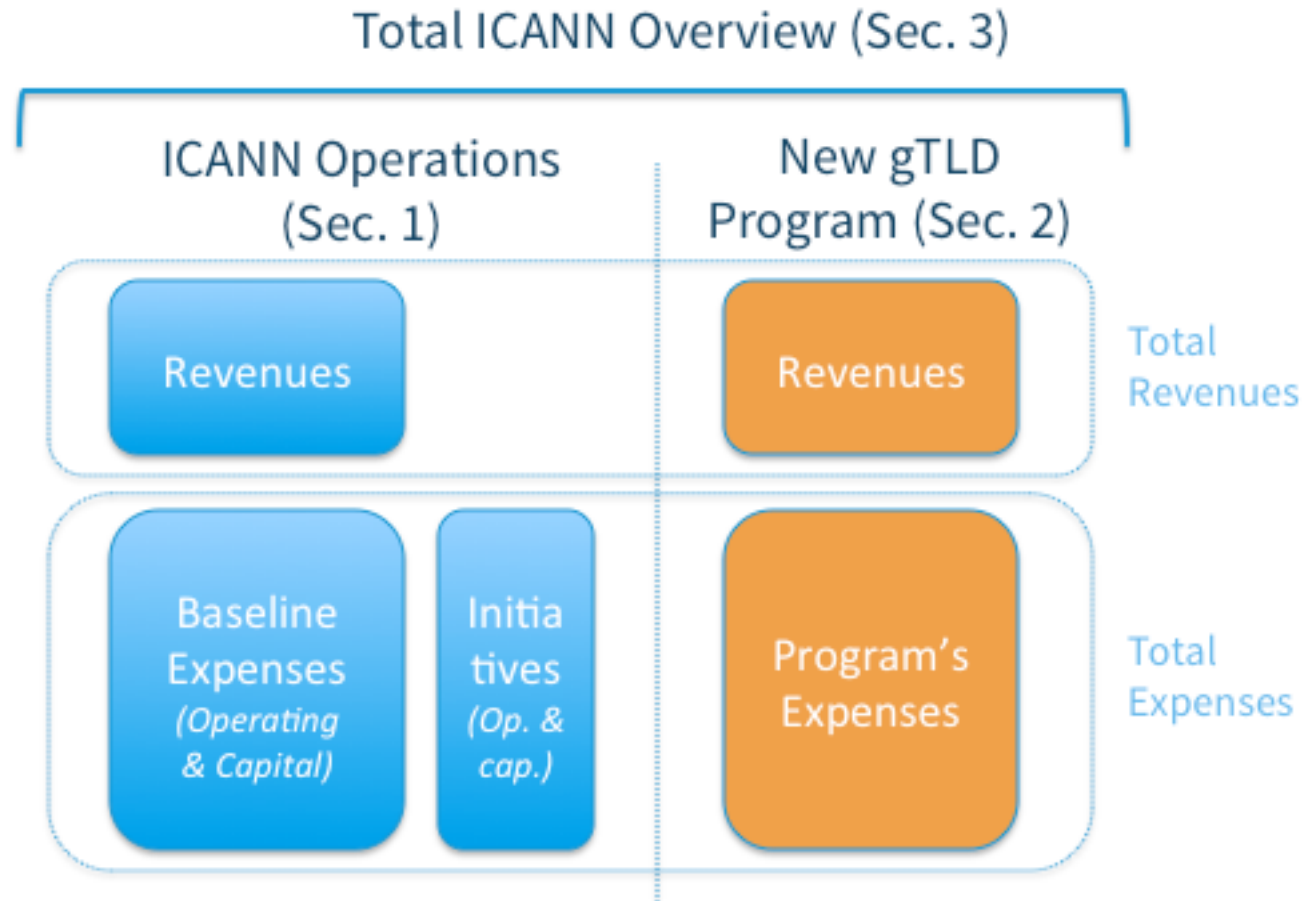 Total ICANN Overview (Sec. 3)
ICANN Operations
(Sec. 1)
New gTLD
Program (Sec. 2)
Revenues
Revenues
Total
Revenues
Baseline
Expenses
(Operating
& Capital)
Initia
tives
(Op. &
cap.)
Program’s
Expenses
Total
Expenses